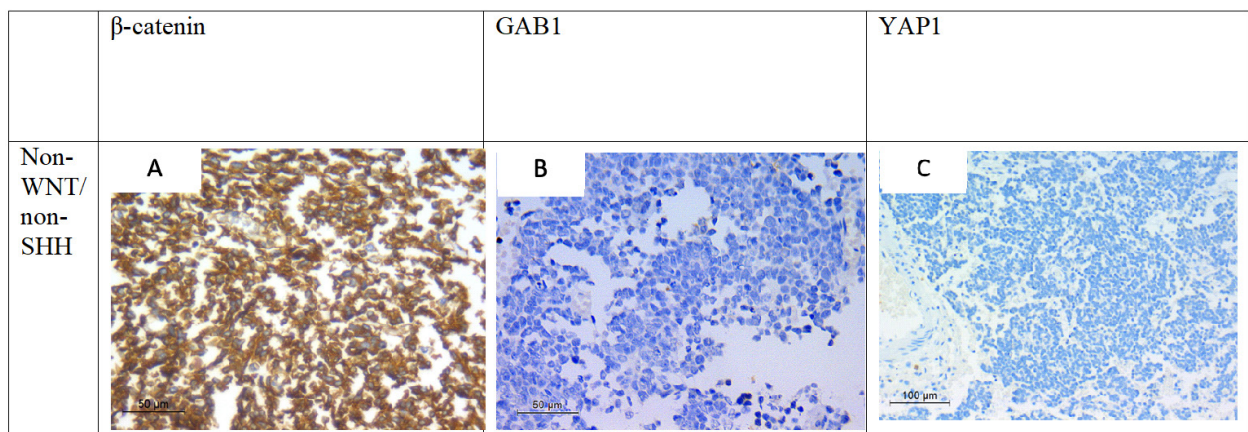 β-catenin
GAB1
YAP1
Non-
WNT/
non-
SHH
A
B
C
50 µm
50 µm
100 µm